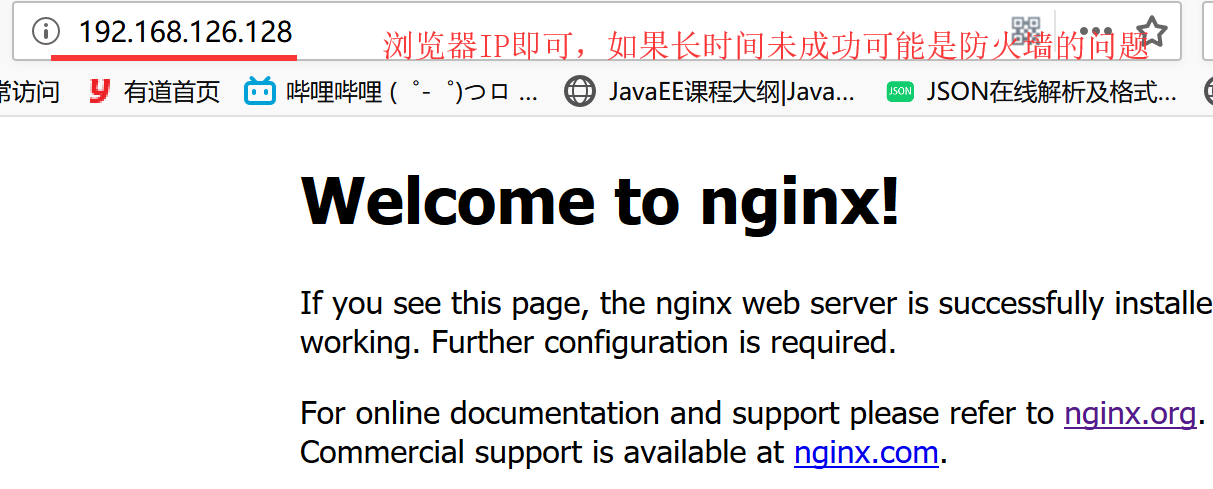 192.168.126.128
浏览器IP即可，如果长时间未成功可能是防火墙的问题
常访问 有道首页 哔哩哔哩 ( ゜- ゜)つロ ... JavaEE课程大纲|Java... JSON JSON在线解析及格式...
Welcome to nginx!
If you see this page, the nginx web server is successfully installe
working. Further configuration is required.
For online documentation and support please refer to nginx.org.
Commercial support is available at nginx.com.